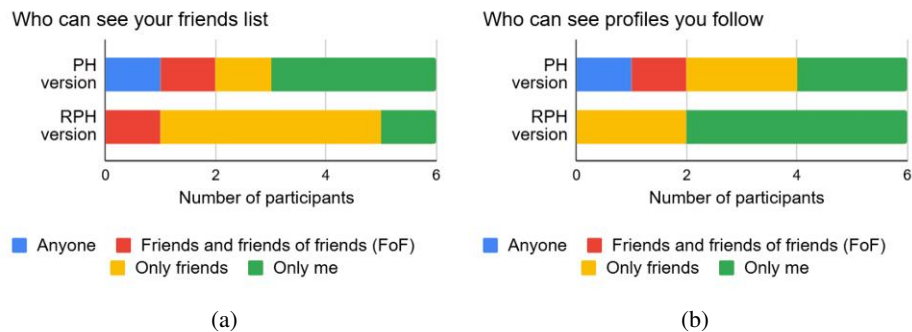 Who can see your friends list
PH
version
RPH
version
0 2 4 6
Number of participants
Anyone Friends and friends of friends (FoF)
Only friends Only me
(a)
Who can see profiles you follow
PH
version
RPH
version
0 2 4 6
Number of participants
Anyone Friends and friends of friends (FoF)
Only friends Only me
(b)